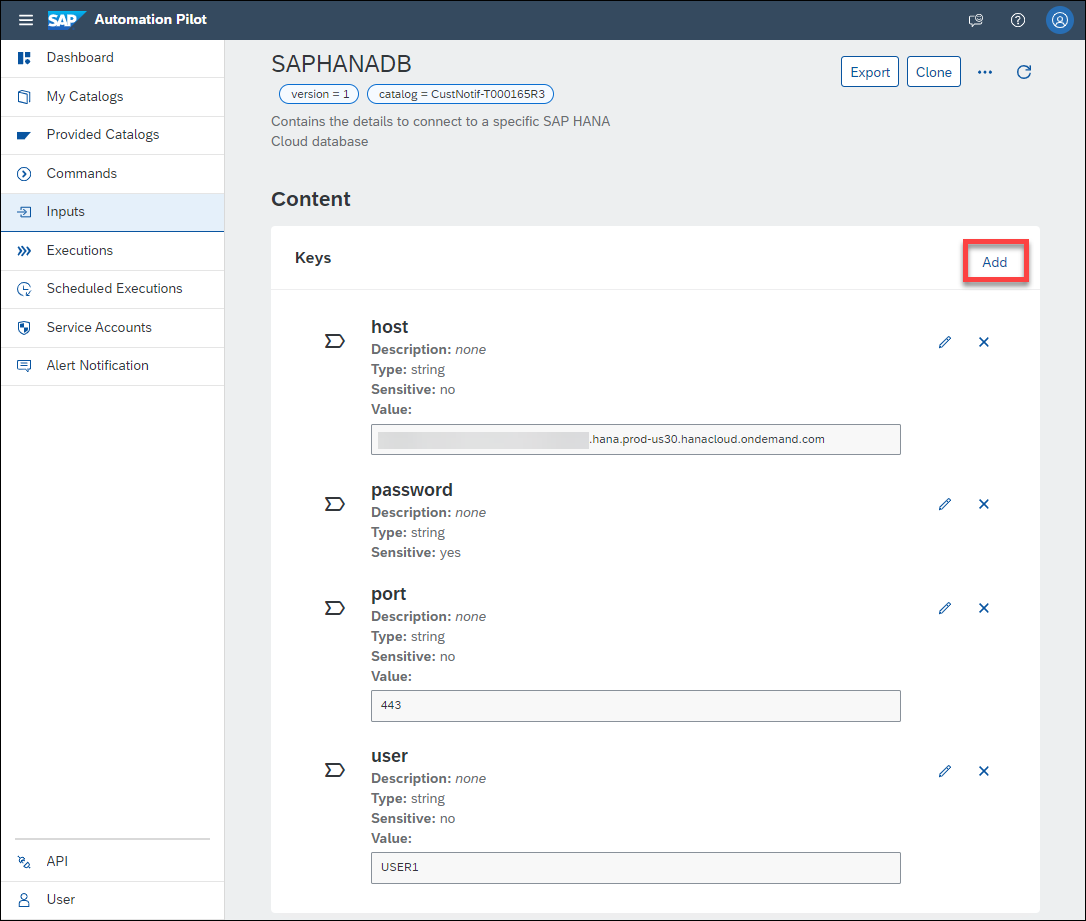 SAP Automation Pilot
Dashboard
My Catalogs
Provided Catalogs
Commands
Inputs
Executions
Scheduled Executions
Service Accounts
Alert Notification
API
User
SAPHANADB
Export
Clone
version = 1
catalog = CustNotif-T000165R3
Contains the details to connect to a specific SAP HANA
Cloud database
Content
Keys
Add
host
Description: none
Type: string
Sensitive: no
Value:
.hana.prod-us30.hanacloud.ondemand.com
password
Description: none
Type: string
Sensitive: yes
port
Description: none
Type: string
Sensitive: no
Value:
443
user
Description: none
Type: string
Sensitive: no
Value:
USER1